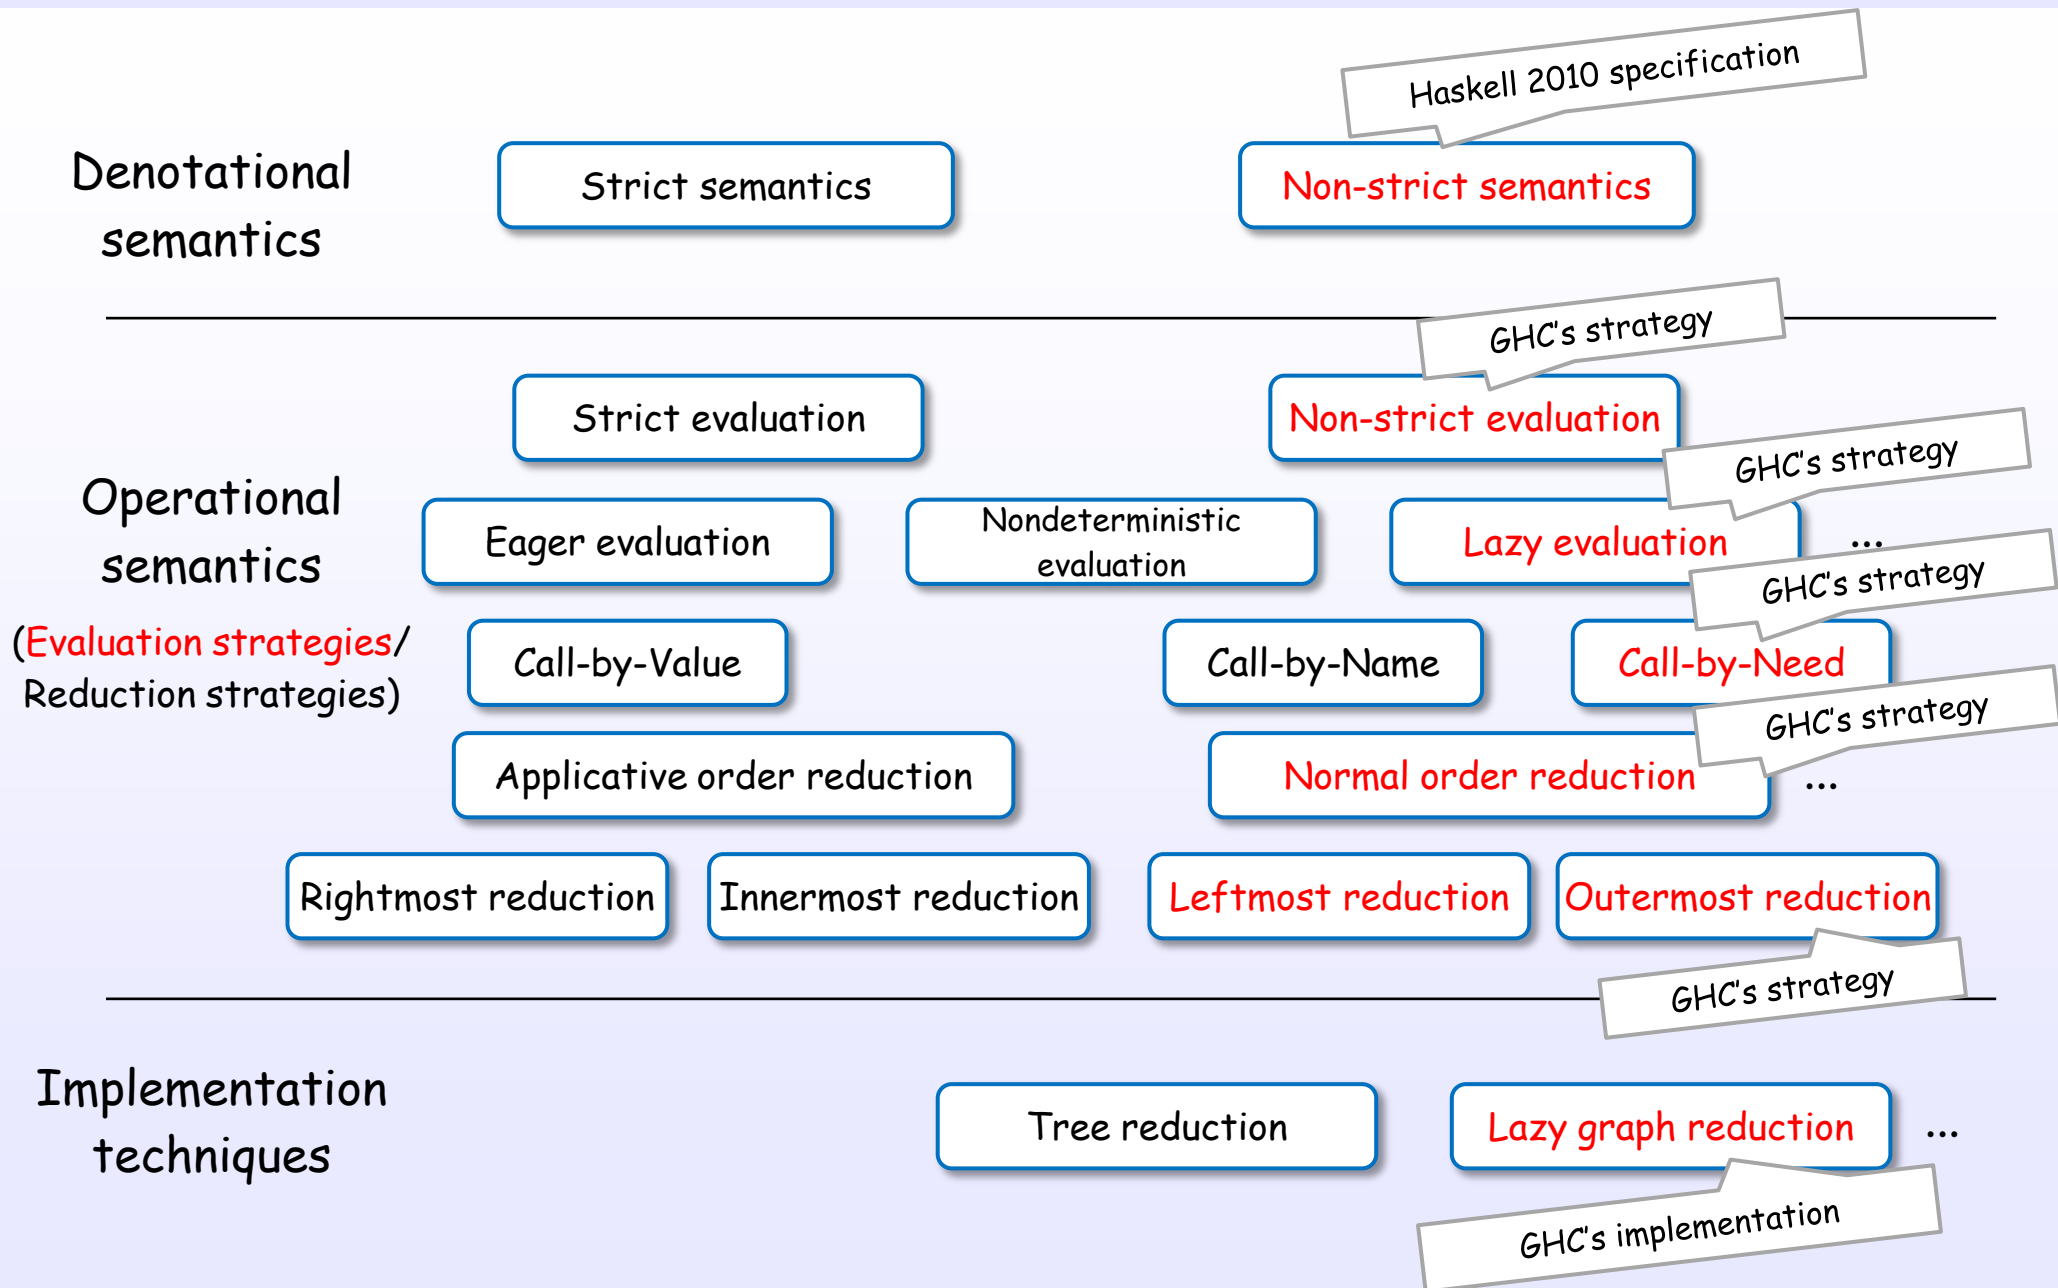 Haskell 2010 specification
Denotational
semantics
Strict semantics
Non-strict semantics
GHC's strategy
Strict evaluation
Non-strict evaluation
GHC's strategy
Operational
semantics
(Evaluation strategies/
Reduction strategies)
Eager evaluation
Nondeterministic
evaluation
Lazy evaluation
...
GHC's strategy
Call-by-Value
Call-by-Name
Call-by-Need
GHC's strategy
Applicative order reduction
Normal order reduction
...
Rightmost reduction
Innermost reduction
Leftmost reduction
Outermost reduction
GHC's strategy
Implementation
techniques
Tree reduction
Lazy graph reduction
...
GHC's implementation